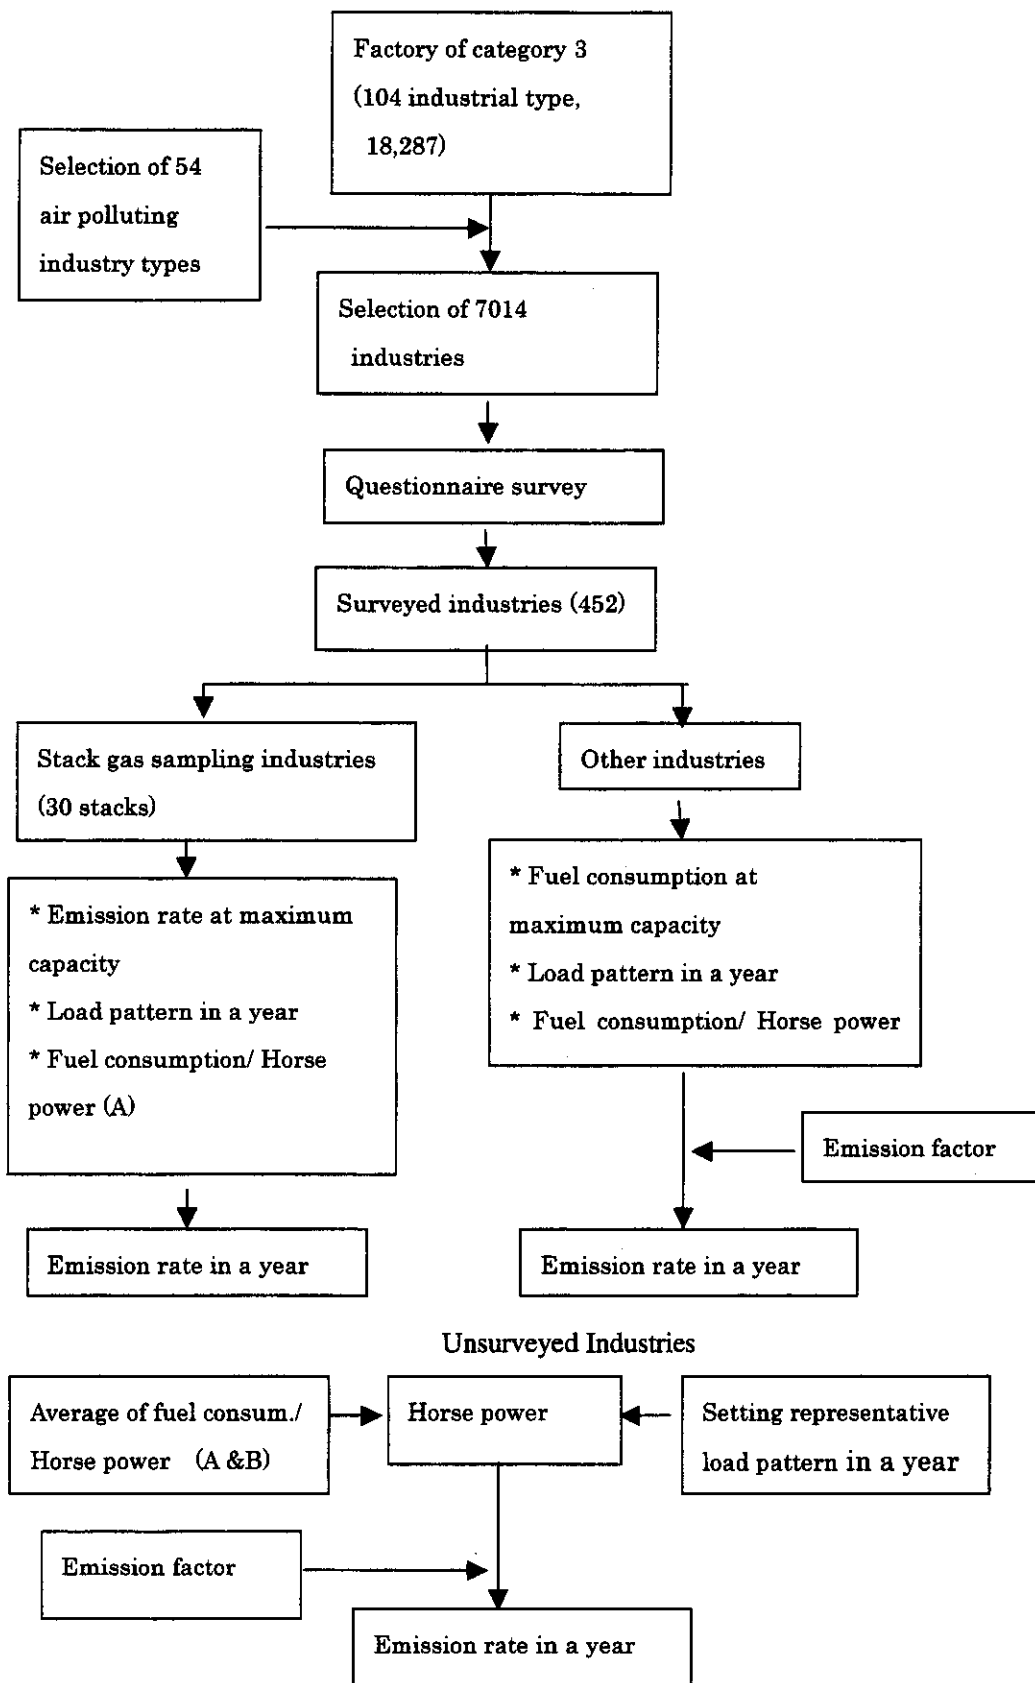 Factory of category 3
(104 industrial type,
18,287)
Selection of 54
air polluting
industry types
Selection of 7014
industries
Questionnaire survey
Surveyed industries (452)
Stack gas sampling industries
(30 stacks)
Other industries
* Emission rate at maximum
capacity
* Load pattern in a year
* Fuel consumption/ Horse
power (A)
* Fuel consumption at
maximum capacity
* Load pattern in a year
* Fuel consumption/ Horse power
Emission factor
Emission rate in a year
Emission rate in a year
Unsurveyed Industries
Average of fuel consum./
Horse power (A &B)
Horse power
Setting representative
load pattern in a year
Emission factor
Emission rate in a year